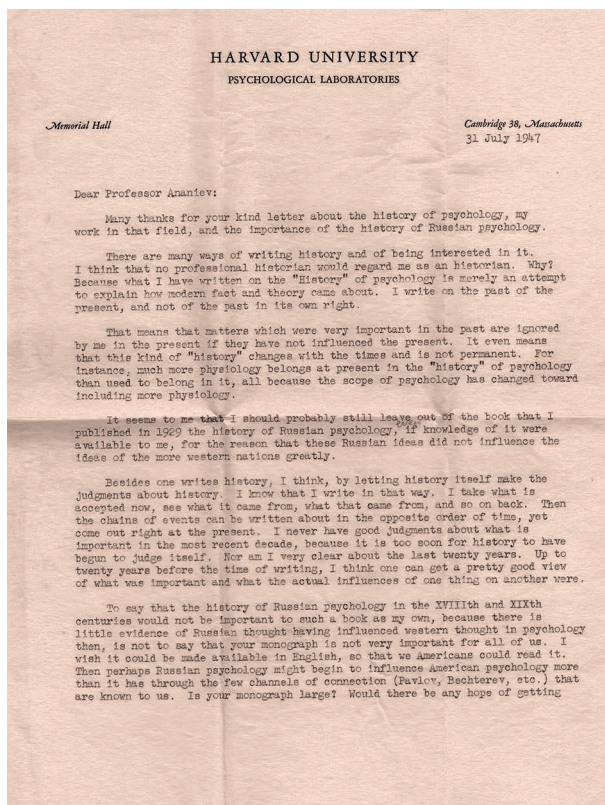 HARVARD UNIVERSITY
PSYCHOLOGICAL LABORATORIES
Memorial Hall
Cambridge 38, Massachusetts
31 July 1947
Dear Professor Ananiev:
Many thanks for your kind letter about the history of psychology, my
work in that field, and the importance of the history of Russian psychology.
There are many ways of writing history and of being interested in it.
I think that no professional historian would regard me as an historian. Why?
Because what I have written on the "History" of psychology is merely an attempt
to explain how modern fact and theory came about. I write on the past of the
present, and not of the past in its own right.
That means that matters which were very important in the past are ignored
by me in the present if they have not influenced the present. It even means
that this kind of "history" changes with the times and is not permanent. For
instance, much more physiology belongs at present in the "history" of psychology
than used to belong in it, all because the scope of psychology has changed toward
including more physiology.
It seems to me that I should probably still leave out of the book that I
published in 1929 the history of Russian psychology, even if knowledge of it were
available to me, for the reason that these Russian ideas did not influence the
ideas of the more western nations greatly.
Besides one writes history, I think, by letting history itself make the
judgments about history. I know that I write in that way. I take what is
accepted now, see what it came from, what that came from, and so on back. Then
the chains of events can be written about in the opposite order of time, yet
come out right at the present. I never have good judgments about what is
important in the most recent decade, because it is too soon for history to have
begun to judge itself. Nor am I very clear about the last twenty years. Up to
twenty years before the time of writing, I think one can get a pretty good view
of what was important and what the actual influences of one thing on another were.
To say that the history of Russian psychology in the XVIIIth and XIXth
centuries would not be important to such a book as my own, because there is
little evidence of Russian thought having influenced western thought in psychology
then, is not to say that your monograph is not very important for all of us. I
wish it could be made available in English, so that we Americans could read it.
Then perhaps Russian psychology might begin to influence American psychology more
than it has through the few channels of connection (Pavlov, Bechterev, etc.) that
are known to us. Is your monograph large? Would there be any hope of getting